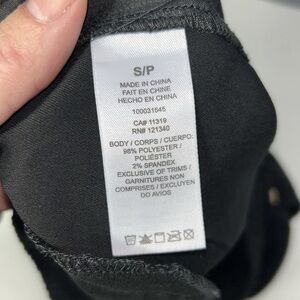 S/P
MADE IN CHINA
FAIT EN CHINE
HECHO EN CHINA
100031645
CA# 11319
RN# 121340
BODY / CORPS / CUERPO:
98% POLYESTER /
POLIÉSTER
2% SPANDEX
EXCLUSIVE OF TRIMS /
GARNITURES NON
COMPRISES / EXCLUYEN
DO AVIOS